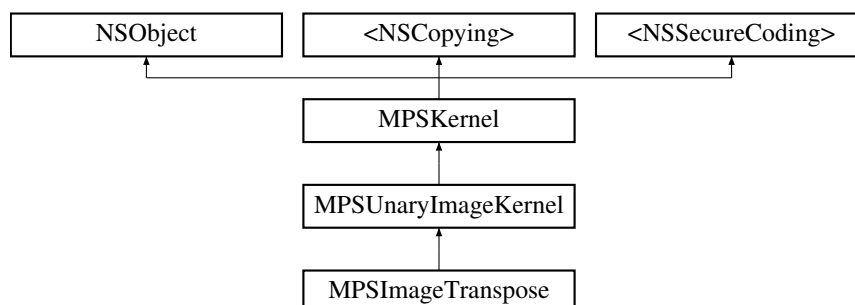 NSObject
<NSCopying>
<NSSecureCoding>
MPSKernel
MPSUnaryImageKernel
MPSImageTranspose